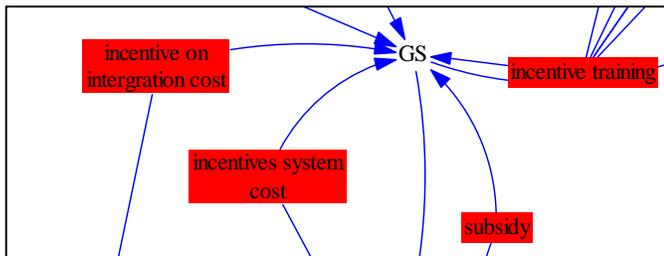 incentive on
intergration cost
GS
incentive training
incentives system
cost
subsidy